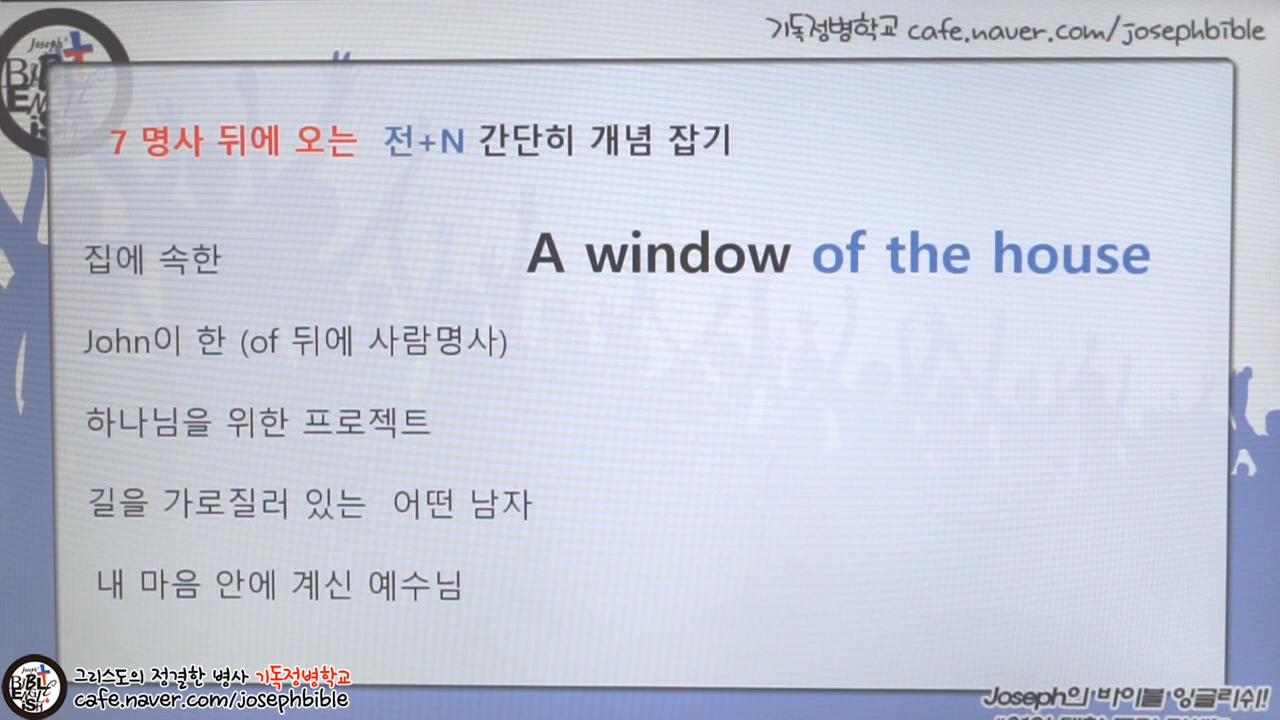 기독정병학교 cafe.naver.com/josephbible
Joseph's
7 명사 뒤에 오는 전+N 간단히 개념 잡기
집에 속한 A window of the house
John이 한 (of 뒤에 사람명사)
하나님을 위한 프로젝트
길을 가로질러 있는 어떤 남자
내 마음 안에 계신 예수님
그리스도의 정결한 병사 기독정병학교
cafe.naver.com/josephbible
Joseph의 바이블 잉글리쉬!!